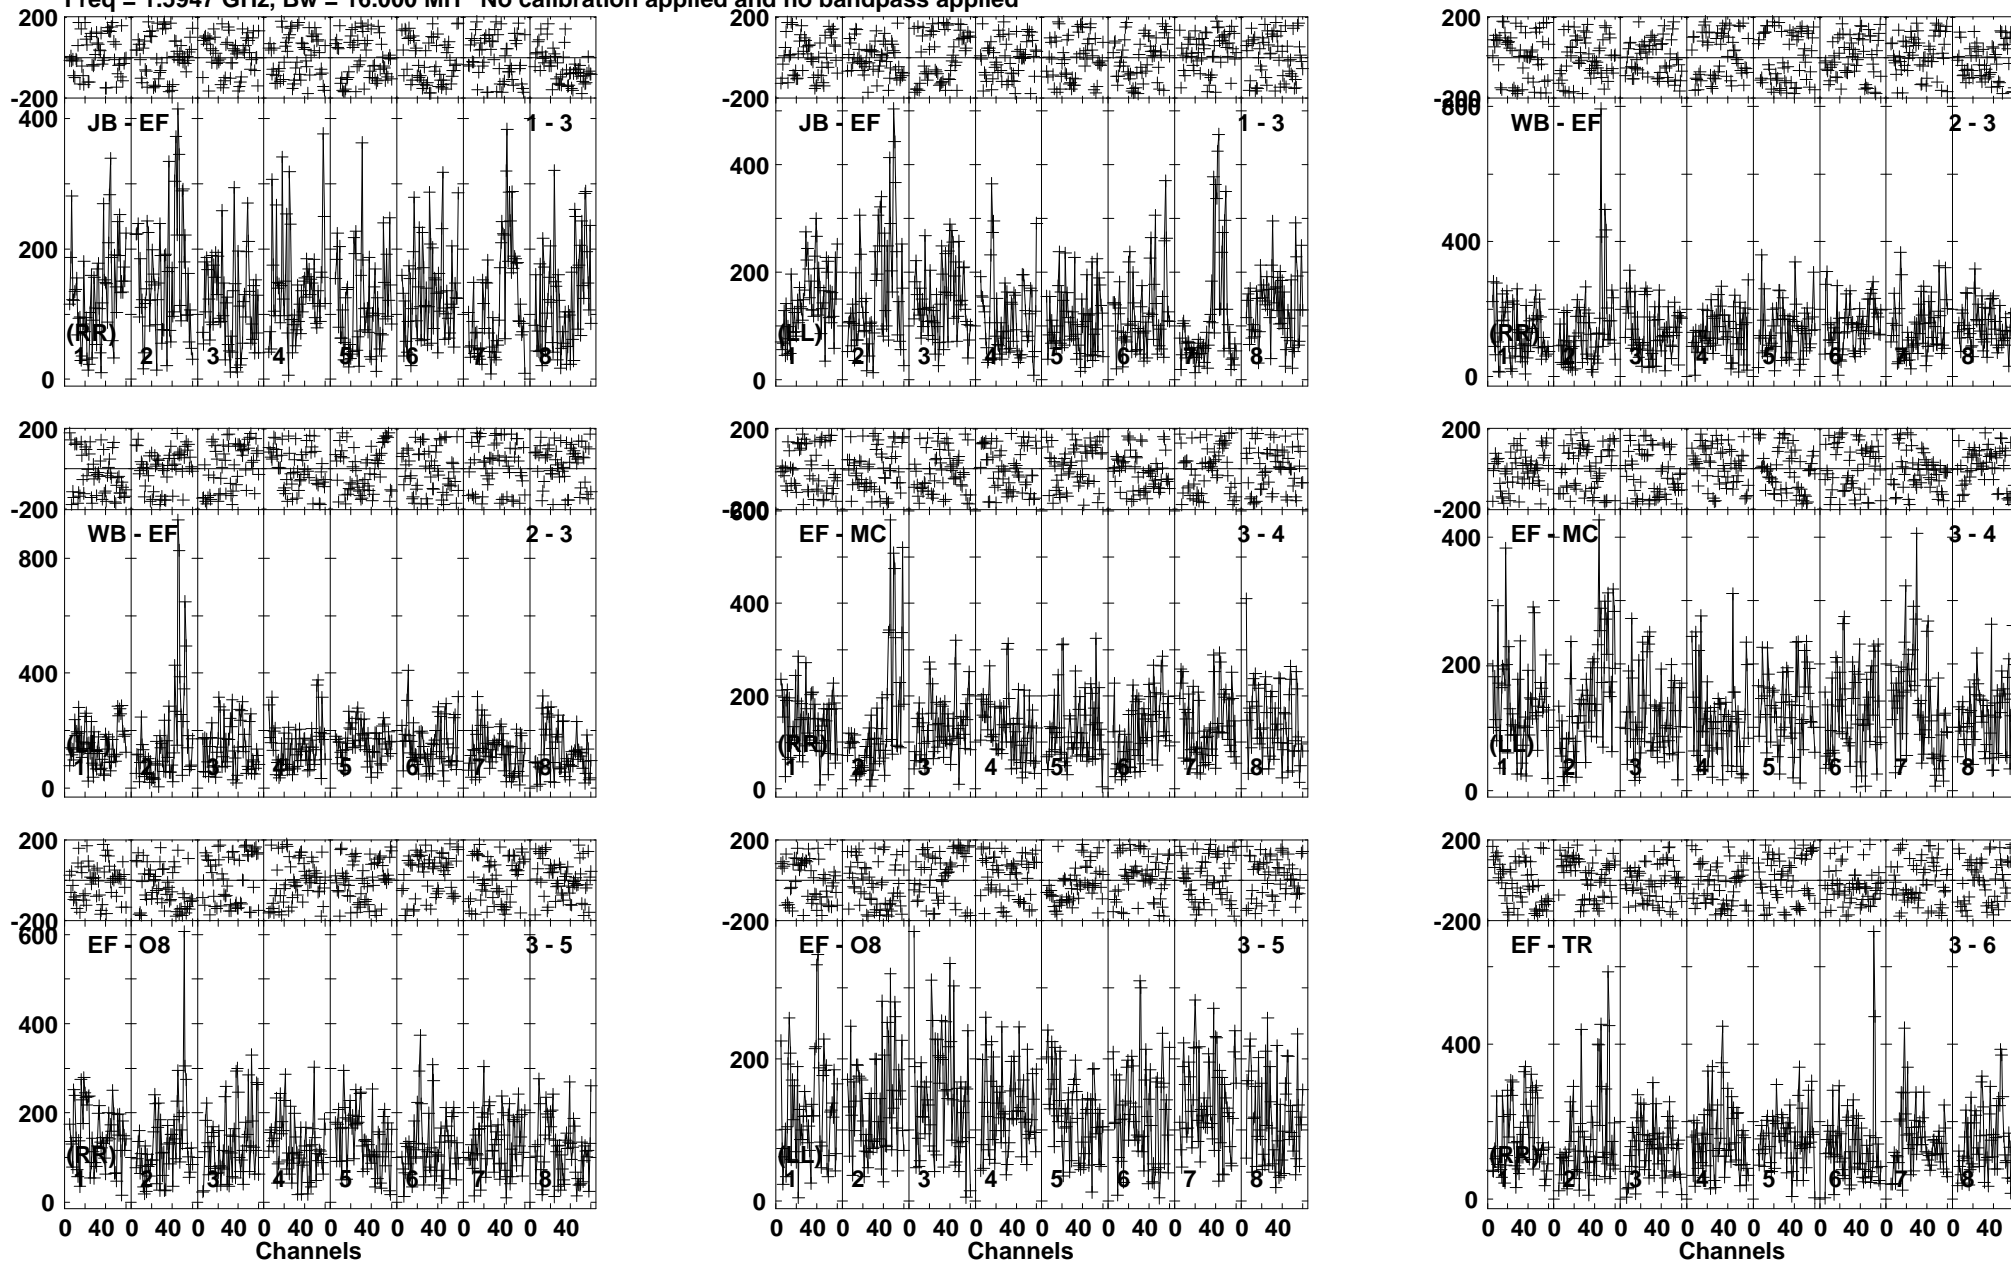 Freq = 1.5947 GHz, Bw = 16.000 MH No calibration applied and no bandpass applied
200 200 200
-200 -200 -200
JB - EF 1 - 3 JB - EF 1 - 3 WB - EF 2 - 3
400 400 800
200 200 400
0 0 0
(RR) (LL) (RR)
1 2 3 4 5 6 7 8 1 2 3 4 5 6 7 8 1 2 3 4 5 6 7 8
200 200 200
-200 -200 -200
WB - EF 2 - 3 EF - MC 3 - 4 EF - MC 3 - 4
800 600 400
400 400 200
0 200 0
0
(LL) (RR) (LL)
1 2 3 4 5 6 7 8 1 2 3 4 5 6 7 8 1 2 3 4 5 6 7 8
200 200 200
-200 -200 -200
EF - O8 3 - 5 EF - O8 3 - 5 EF - TR 3 - 6
600 200 400
400 0 0
200
0
(RR) (LL) (RR)
1 2 3 4 5 6 7 8 1 2 3 4 5 6 7 8 1 2 3 4 5 6 7 8
0 40 0 40 0 40 0 40 0 40 0 40 0 40 0 40 0 40 0 40 0 40 0 40 0 40 0 40 0 40 0 40 0 40 0 40 0 40 0 40 0 40 0 40 0 40 0 40
Channels Channels